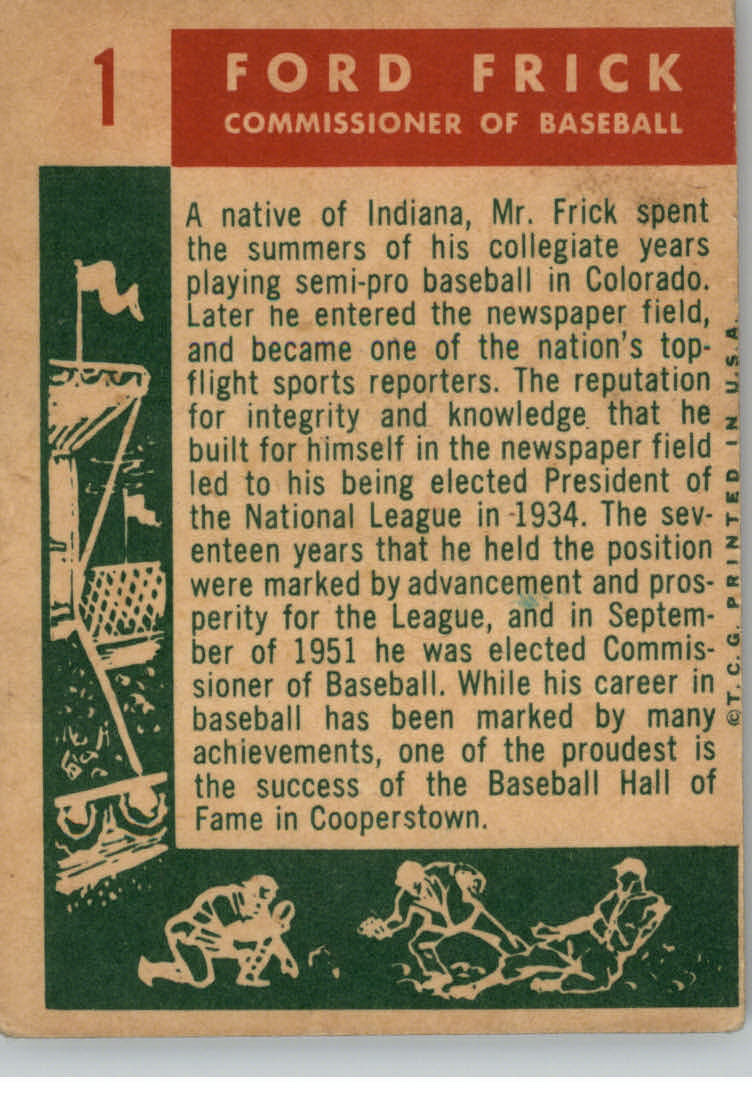 1
FORD FRICK
COMMISSIONER OF BASEBALL
A native of Indiana, Mr. Frick spent
the summers of his collegiate years
playing semi-pro baseball in Colorado.
Later he entered the newspaper field,
and became one of the nation's top-
flight sports reporters. The reputation
for integrity and knowledge that he
built for himself in the newspaper field
led to his being elected President of
the National League in 1934. The sev-
enteen years that he held the position
were marked by advancement and pros-
perity for the League, and in Septem-
ber of 1951 he was elected Commis-
sioner of Baseball. While his career in
baseball has been marked by many
achievements, one of the proudest is
the success of the Baseball Hall of
Fame in Cooperstown.
©T.C.G. PRINTED IN U.S.A.